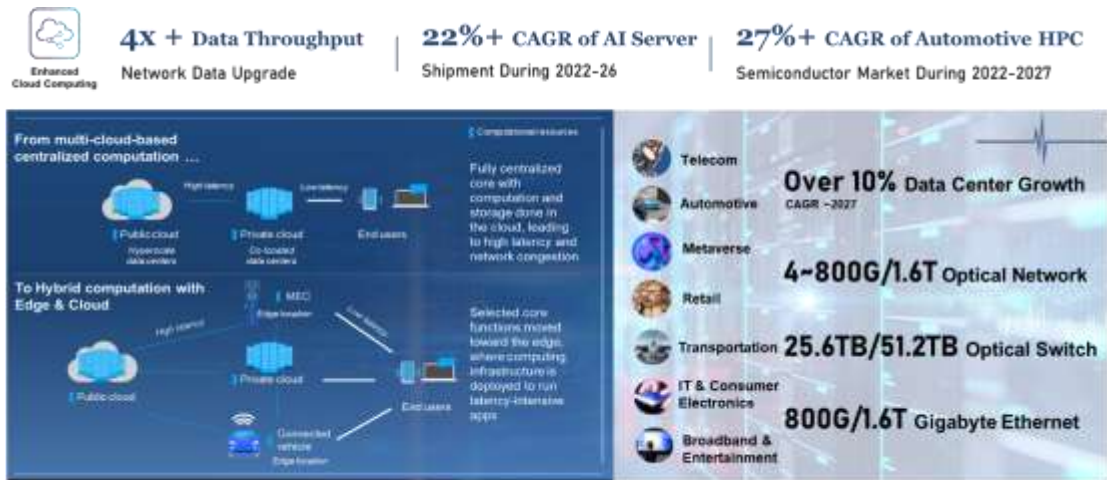 Enhanced
Cloud Computing
4x + Data Throughput
Network Data Upgrade
22%+ CAGR of AI Server
Shipment During 2022-26
27%+ CAGR of Automotive HPC
Semiconductor Market During 2022-2027
From multi-cloud-based
centralized computation ...
Computational resources
High latency
Low latency
Public cloud
Hyperscale
data centers
Private cloud
Co-located
data centers
End users
Fully centralized
core with
computation and
storage done in
the cloud, leading
to high latency and
network congestion
To Hybrid computation with
Edge & Cloud
MEC
Edge location
High latency
Low latency
Public cloud
Private cloud
Connected
vehicle
Edge location
End users
Selected core
functions moved
toward the edge,
where computing
infrastructure is
deployed to run
latency-intensive
apps
Telecom
Automotive
Metaverse
Retail
Transportation
IT & Consumer
Electronics
Broadband &
Entertainment
Over 10% Data Center Growth
CAGR ~2027
4~800G/1.6T Optical Network
25.6TB/51.2TB Optical Switch
800G/1.6T Gigabyte Ethernet